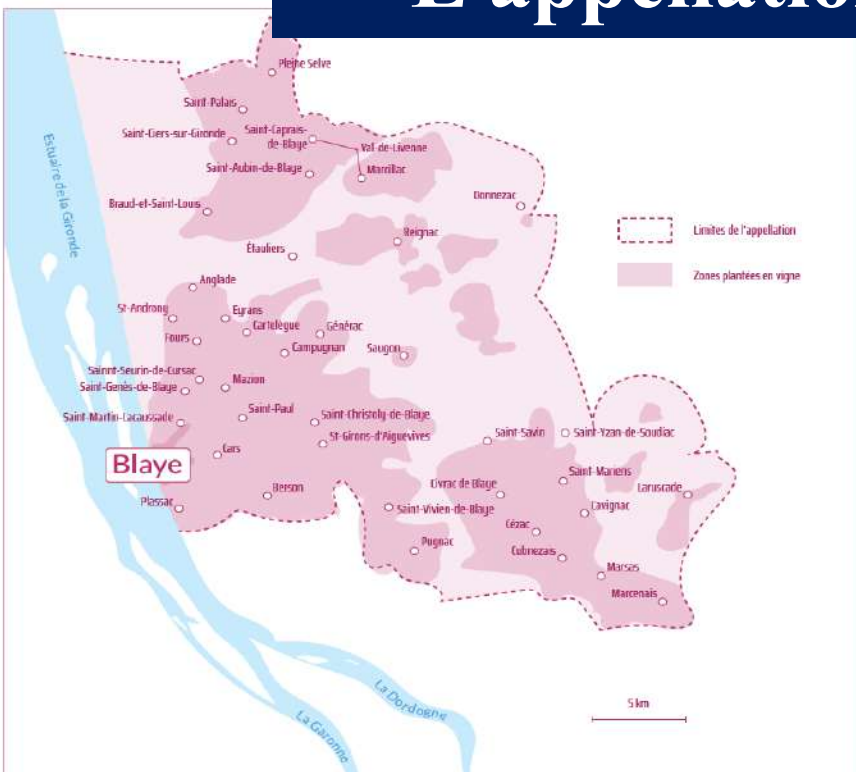 L'appellation
Pleine Selve
Saint-Palais
Saint-Ciers-sur-Gironde
Saint-Caprais-
de-Blaye
Val-de-Livenne
Saint-Aubin-de-Blaye
Marcillac
Donnezac
Braud-et-Saint-Louis
Reignac
Étauliers
Estuaire de la Gironde
Limites de l'appellation
Zones plantées en vigne
Anglade
St-Androny
Eyrans
Cartelègue
Générac
Fours
Campugnan
Saugon
Sainnt-Seurin-de-Cursac
Mazion
Saint-Genès-de-Blaye
Saint-Martin-Lacaussade
Saint-Paul
Saint-Christoly-de-Blaye
St-Girons-d'Aiguevives
Saint-Savin
Saint-Yzan-de-Soudiac
Cars
Blaye
Saint-Mariens
Laruscade
Civrac de Blaye
Berson
Plassac
Saint-Vivien-de-Blaye
Cavignac
Cézac
Pugnac
Cubnezais
Marsas
Marcenais
La Dordogne
La Garonne
5 km